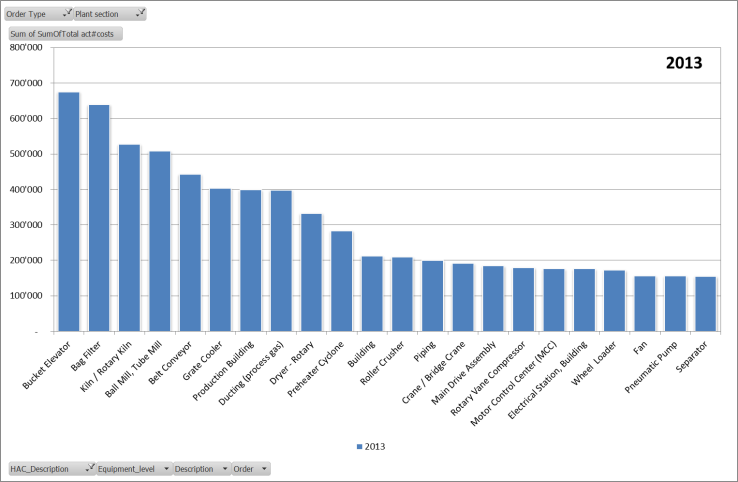 Order Type Plant section
Sum of SumOfTotal act#costs
2013
800'000
700'000
600'000
500'000
400'000
300'000
200'000
100'000
-
Bucket Elevator
Bag Filter
Kiln / Rotary Kiln
Ball Mill, Tube Mill
Belt Conveyor
Grate Cooler
Production Building
Ducting (process gas)
Dryer - Rotary
Preheater Cyclone
Building
Roller Crusher
Piping
Crane / Bridge Crane
Main Drive Assembly
Rotary Vane Compressor
Motor Control Center (MCC)
Electrical Station, Building
Wheel Loader
Fan
Pneumatic Pump
Separator
2013
HAC_Description Equipment_level Description Order